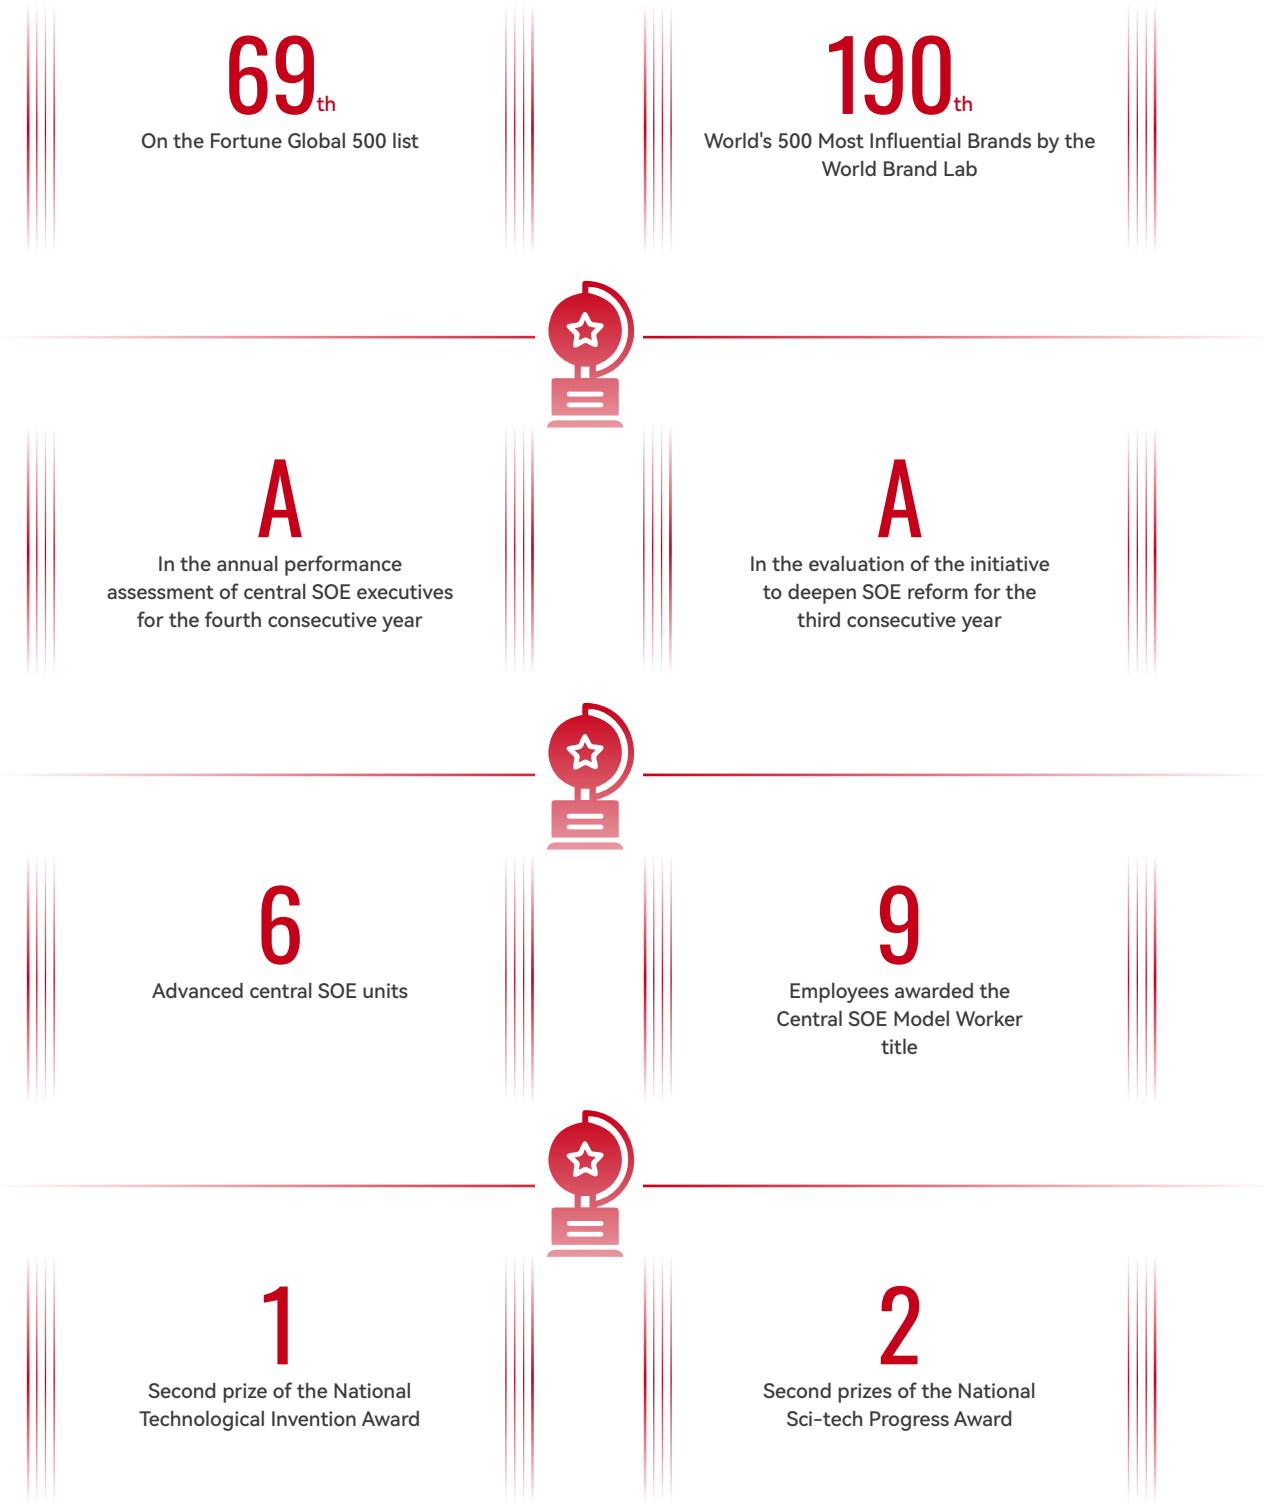 69th
On the Fortune Global 500 list
190th
World's 500 Most Influential Brands by the
World Brand Lab
A
In the annual performance
assessment of central SOE executives
for the fourth consecutive year
A
In the evaluation of the initiative
to deepen SOE reform for the
third consecutive year
6
Advanced central SOE units
9
Employees awarded the
Central SOE Model Worker
title
1
Second prize of the National
Technological Invention Award
2
Second prizes of the National
Sci-tech Progress Award